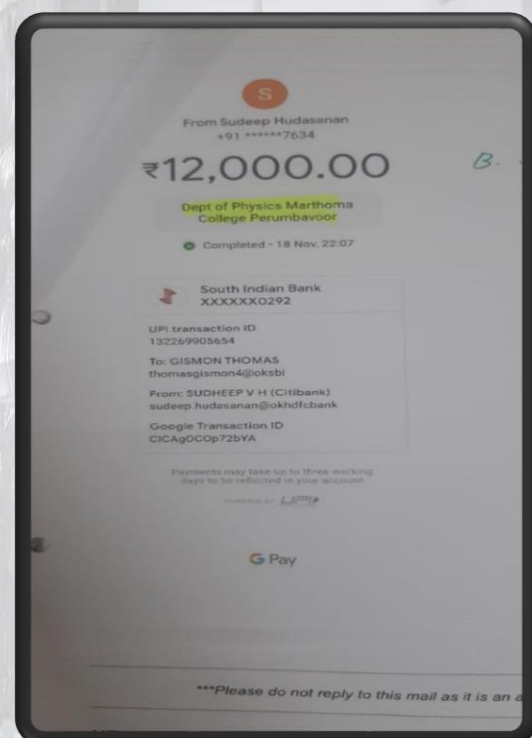 S
From Sudeep Hudasanan
+91 ******7634
₹12,000.00
B.
Dept of Physics Marthoma
College Perumbavoor
Completed - 18 Nov, 22:07
South Indian Bank
XXXXXX0292
UPI transaction ID
132269905654
To: GISMON THOMAS
thomasgismon4@oksbi
From: SUDHEEP V H (Citibank)
sudeep.hudasanan@okhdfcbank
Google Transaction ID
CICAgOCOp72bYA
Payments may take up to three working
days to be reflected in your account
POWERED BY UPI
G Pay
***Please do not reply to this mail as it is an a